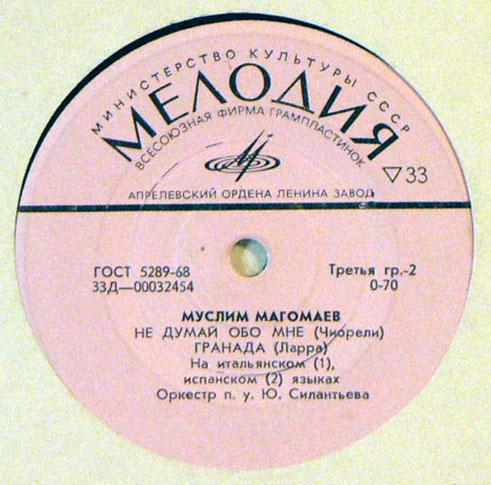 МИНИСТЕРСТВО КУЛЬТУРЫ СССР
МЕЛОДИЯ
ВСЕСОЮЗНАЯ ФИРМА ГРАМПЛАСТИНОК
▽33
АПРЕЛЕВСКИЙ ОРДЕНА ЛЕНИНА ЗАВОД
ГОСТ 5289-68 Третья гр.-2
33Д—00032454 0-70
МУСЛИМ МАГОМАЕВ
НЕ ДУМАЙ ОБО МНЕ (Чиорели)
ГРАНАДА (Ларра)
На итальянском (1),
испанском (2) языках
Оркестр п. у. Ю. Силантьева